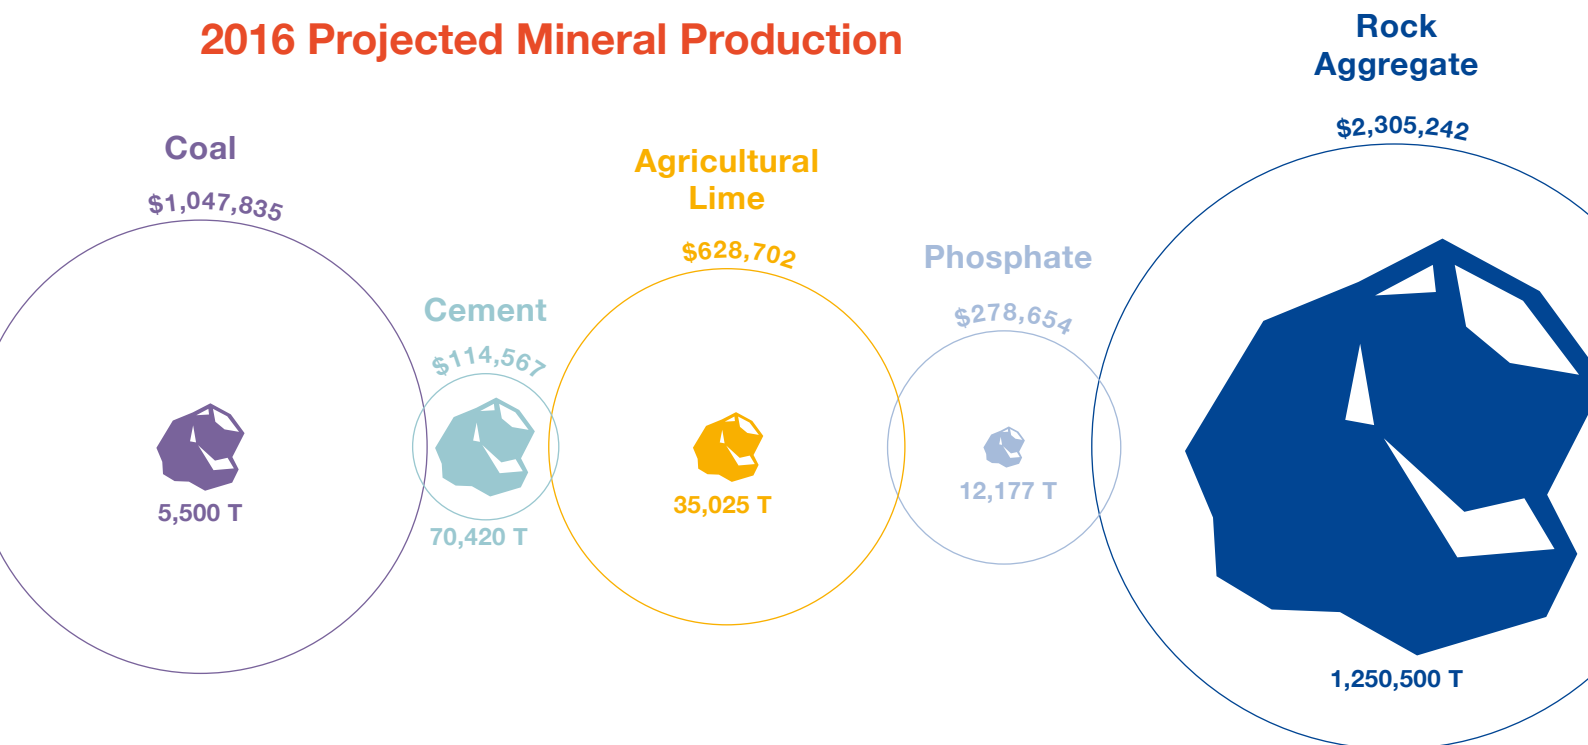 2016 Projected Mineral Production
Coal
$1,047,835
5,500 T
Cement
$114,567
70,420 T
Agricultural
Lime
$628,702
35,025 T
Phosphate
$278,654
12,177 T
Rock
Aggregate
$2,305,242
1,250,500 T